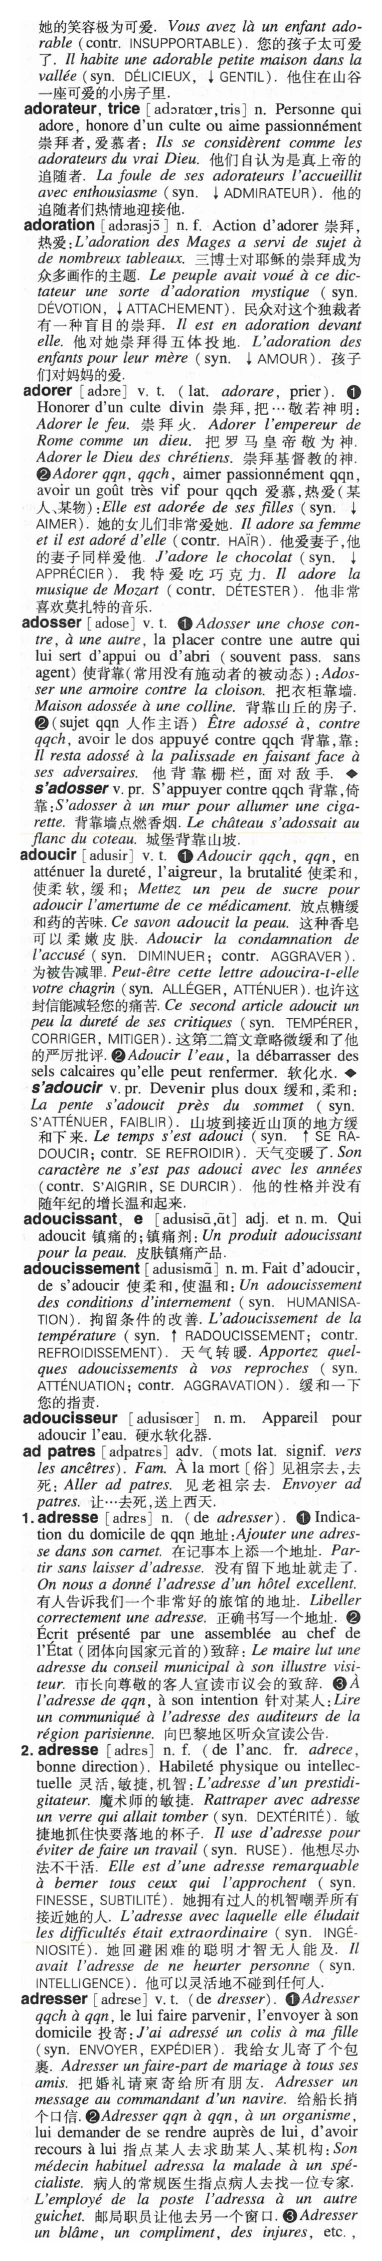 她的笑容极为可爱. Vous avez là un enfant ado-
rable (contr. INSUPPORTABLE). 您的孩子太可爱
了. Il habite une adorable petite maison dans la
vallée (syn. DÉLICIEUX, ↓ GENTIL). 他住在山谷
一座可爱的小房子里.
adorateur, trice [adɔratœr,tris] n. Personne qui
adore, honore d'un culte ou aime passionnément
崇拜者,爱慕者: Ils se considèrent comme les
adorateurs du vrai Dieu. 他们自认为是真上帝的
追随者. La foule de ses adorateurs l'accueillit
avec enthousiasme (syn. ↓ ADMIRATEUR). 他的
追随者们热情地迎接他.
adoration [adɔrasjɔ̃] n. f. Action d'adorer 崇拜,
热爱:L'adoration des Mages a servi de sujet à
de nombreux tableaux. 三博士对耶稣的崇拜成为
众多画作的主题. Le peuple avait voué à ce dic-
tateur une sorte d'adoration mystique (syn.
DÉVOTION, ↓ ATTACHEMENT). 民众对这个独裁者
有一种盲目的崇拜. Il est en adoration devant
elle. 他对她崇拜得五体投地. L'adoration des
enfants pour leur mère (syn. ↓ AMOUR). 孩子
们对妈妈的爱.
adorer [adɔre] v. t. (lat. adorare, prier). ❶
Honorer d'un culte divin 崇拜,把…敬若神明:
Adorer le feu. 崇拜火. Adorer l'empereur de
Rome comme un dieu. 把罗马皇帝敬为神.
Adorer le Dieu des chrétiens. 崇拜基督教的神.
❷Adorer qqn, qqch, aimer passionnément qqn,
avoir un goût très vif pour qqch 爱慕,热爱(某
人、某物):Elle est adorée de ses filles (syn. ↓
AIMER). 她的女儿们非常爱她. Il adore sa femme
et il est adoré d'elle (contr. HAÏR). 他爱妻子,他
的妻子同样爱他. J'adore le chocolat (syn. ↓
APPRÉCIER). 我特爱吃巧克力. Il adore la
musique de Mozart (contr. DÉTESTER). 他非常
喜欢莫扎特的音乐.
adosser [adose] v. t. ❶ Adosser une chose con-
tre, à une autre, la placer contre une autre qui
lui sert d'appui ou d'abri (souvent pass. sans
agent) 使背靠(常用没有施动者的被动态):Ados-
ser une armoire contre la cloison. 把衣柜靠墙.
Maison adossée à une colline. 背靠山丘的房子.
❷(sujet qqn 人作主语) Être adossé à, contre
qqch, avoir le dos appuyé contre qqch 背靠,靠:
Il resta adossé à la palissade en faisant face à
ses adversaires. 他背靠栅栏,面对敌手. ◆
s'adosser v. pr. S'appuyer contre qqch 背靠,倚
靠:S'adosser à un mur pour allumer une ciga-
rette. 背靠墙点燃香烟. Le château s'adossait au
flanc du coteau. 城堡背靠山坡.
adoucir [adusir] v. t. ❶ Adoucir qqch, qqn, en
atténuer la dureté, l'aigreur, la brutalité 使柔和,
使柔软,缓和; Mettez un peu de sucre pour
adoucir l'amertume de ce médicament. 放点糖缓
和药的苦味. Ce savon adoucit la peau. 这种香皂
可以柔嫩皮肤. Adoucir la condamnation de
l'accusé (syn. DIMINUER; contr. AGGRAVER).
为被告减罪. Peut-être cette lettre adoucira-t-elle
votre chagrin (syn. ALLÉGER, ATTÉNUER). 也许这
封信能减轻您的痛苦. Ce second article adoucit un
peu la dureté de ses critiques (syn. TEMPÉRER,
CORRIGER, MITIGER). 这第二篇文章略微缓和了他
的严厉批评. ❷Adoucir l'eau, la débarrasser des
sels calcaires qu'elle peut renfermer. 软化水. ◆
s'adoucir v. pr. Devenir plus doux 缓和,柔和:
La pente s'adoucit près du sommet (syn.
S'ATTÉNUER, FAIBLIR). 山坡到接近山顶的地方缓
和下来. Le temps s'est adouci (syn. ↑ SE RA-
DOUCIR; contr. SE REFROIDIR). 天气变暖了. Son
caractère ne s'est pas adouci avec les années
(contr. S'AIGRIR, SE DURCIR). 他的性格并没有
随年纪的增长温和起来.
adoucissant, e [adusisɑ̃,ɑ̃t] adj. et n. m. Qui
adoucit 镇痛的;镇痛剂:Un produit adoucissant
pour la peau. 皮肤镇痛产品.
adoucissement [adusismɑ̃] n. m. Fait d'adoucir,
de s'adoucir 使柔和,使温和: Un adoucissement
des conditions d'internement (syn. HUMANISA-
TION). 拘留条件的改善. L'adoucissement de la
température (syn. ↑ RADOUCISSEMENT; contr.
REFROIDISSEMENT). 天气转暖. Apportez quel-
ques adoucissements à vos reproches (syn.
ATTÉNUATION; contr. AGGRAVATION). 缓和一下
您的指责.
adoucisseur [adusisœr] n. m. Appareil pour
adoucir l'eau. 硬水软化器.
ad patres [adpatrɛs] adv. (mots lat. signif. vers
les ancêtres). Fam. À la mort [俗] 见祖宗去,去
死: Aller ad patres. 见老祖宗去. Envoyer ad
patres. 让…去死,送上西天.
1. adresse [adrɛs] n. (de adresser). ❶ Indica-
tion du domicile de qqn 地址:Ajouter une adres-
se dans son carnet. 在记事本上添一个地址. Par-
tir sans laisser d'adresse. 没有留下地址就走了.
On nous a donné l'adresse d'un hôtel excellent.
有人告诉我们一个非常好的旅馆的地址. Libeller
correctement une adresse. 正确书写一个地址. ❷
Écrit présenté par une assemblée au chef de
l'État (团体向国家元首的)致辞: Le maire lut une
adresse du conseil municipal à son illustre visi-
teur. 市长向尊敬的客人宣读市议会的致辞. ❸À
l'adresse de qqn, à son intention 针对某人:Lire
un communiqué à l'adresse des auditeurs de la
région parisienne. 向巴黎地区听众宣读公告.
2. adresse [adrɛs] n. f. (de l'anc. fr. adrece,
bonne direction). Habileté physique ou intellec-
tuelle 灵活,敏捷,机智:L'adresse d'un prestidi-
gitateur. 魔术师的敏捷. Rattraper avec adresse
un verre qui allait tomber (syn. DEXTÉRITÉ). 敏
捷地抓住快要落地的杯子. Il use d'adresse pour
éviter de faire un travail (syn. RUSE). 他想尽办
法不干活. Elle est d'une adresse remarquable
à berner tous ceux qui l'approchent (syn.
FINESSE, SUBTILITÉ). 她拥有过人的机智嘲弄所有
接近她的人. L'adresse avec laquelle elle éludait
les difficultés était extraordinaire (syn. INGÉ-
NIOSITÉ). 她回避困难的聪明才智无人能及. Il
avait l'adresse de ne heurter personne (syn.
INTELLIGENCE). 他可以灵活地不碰到任何人.
adresser [adrese] v. t. (de dresser). ❶Adresser
qqch à qqn, le lui faire parvenir, l'envoyer à son
domicile 投寄:J'ai adressé un colis à ma fille
(syn. ENVOYER, EXPÉDIER). 我给女儿寄了个包
裹. Adresser un faire-part de mariage à tous ses
amis. 把婚礼请柬寄给所有朋友. Adresser un
message au commandant d'un navire. 给船长捎
个口信. ❷Adresser qqn à qqn, à un organisme,
lui demander de se rendre auprès de lui, d'avoir
recours à lui 指点某人去求助某人、某机构:Son
médecin habituel adressa la malade à un spé-
cialiste. 病人的常规医生指点病人去找一位专家.
L'employé de la poste l'adressa à un autre
guichet. 邮局职员让他去另一个窗口. ❸Adresser
un blâme, un compliment, des injures, etc.,